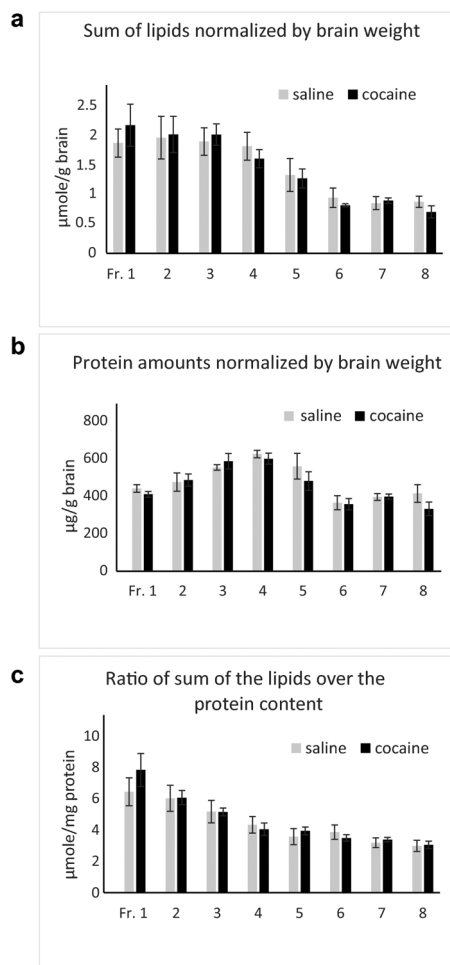 a
Sum of lipids normalized by brain weight
saline cocaine
µmole/g brain
2.5
2
1.5
1
0.5
0
Fr. 1 2 3 4 5 6 7 8
b
Protein amounts normalized by brain weight
saline cocaine
µg/g brain
800
600
400
200
0
Fr. 1 2 3 4 5 6 7 8
c
Ratio of sum of the lipids over the
protein content
saline cocaine
µmole/mg protein
10
8
6
4
2
0
Fr. 1 2 3 4 5 6 7 8